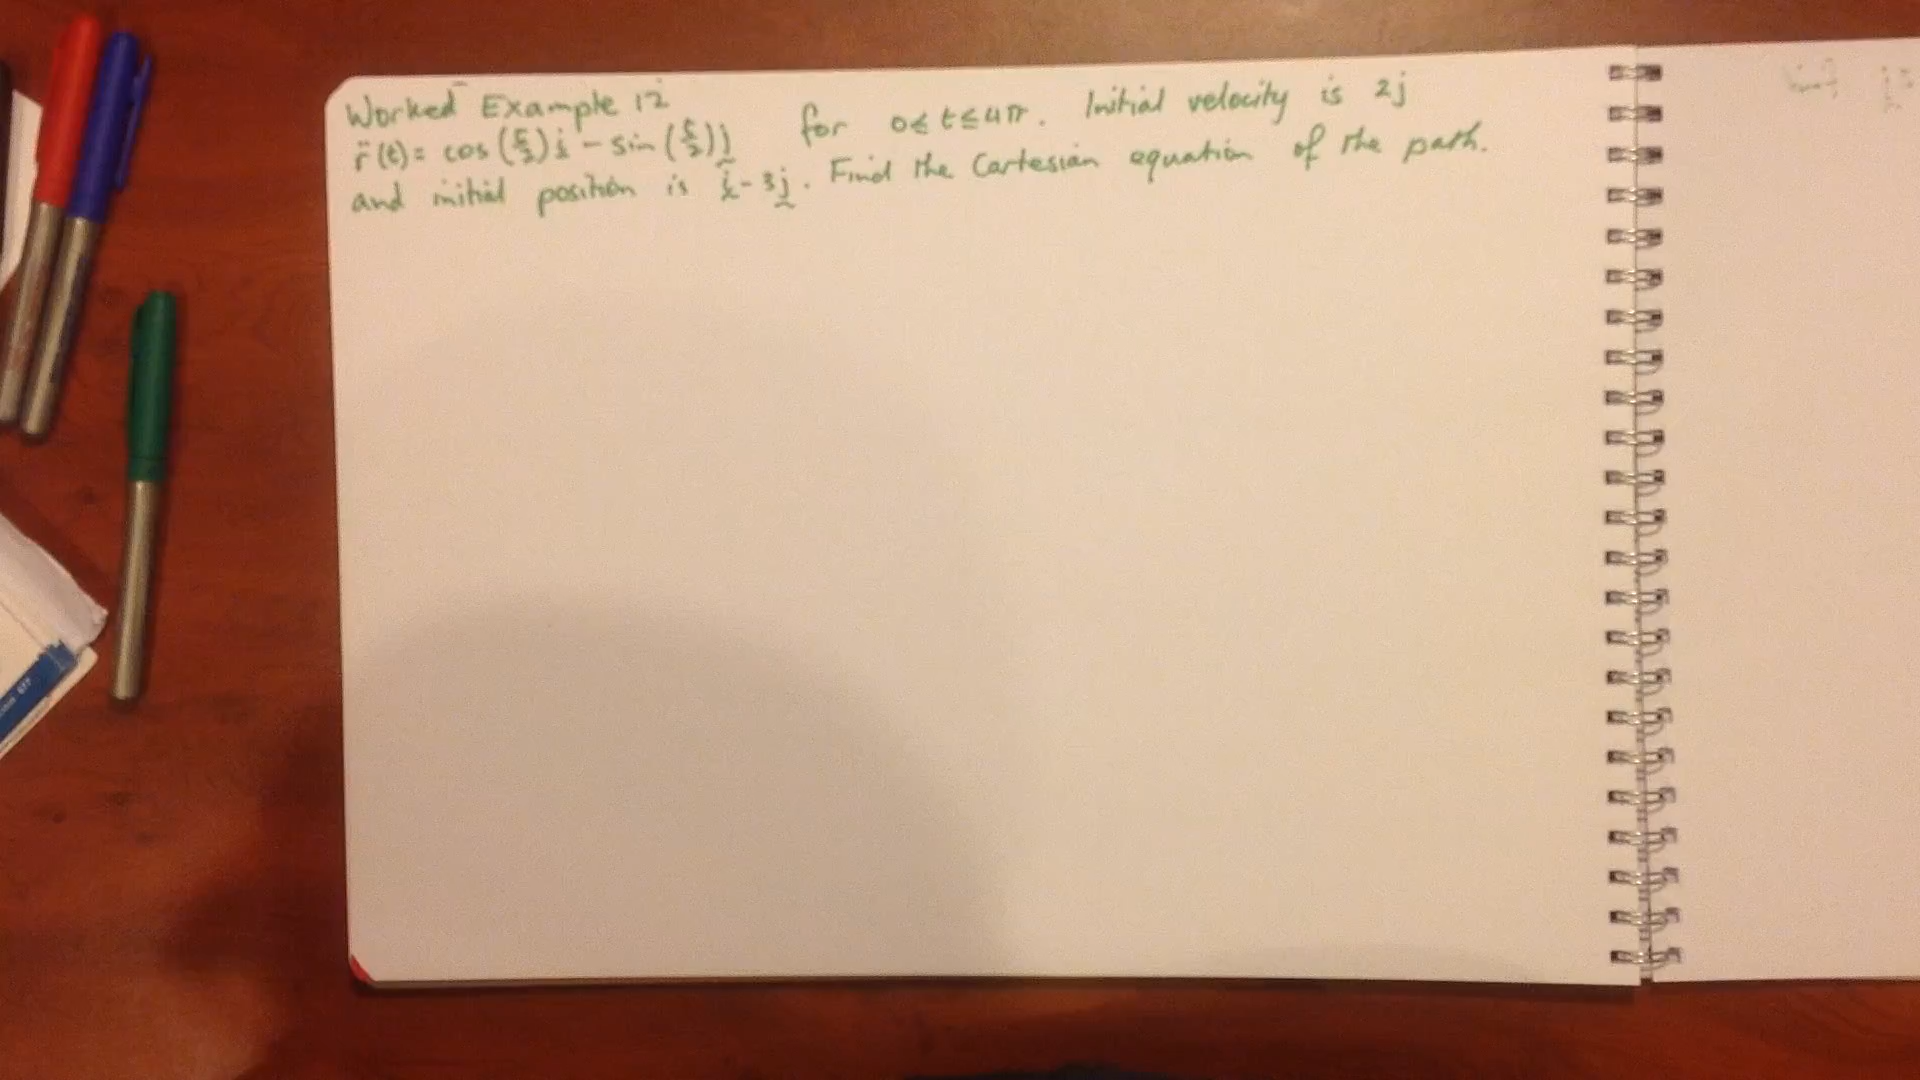 Worked Example 12
r̈(t) = cos(t/2)i - sin(t/2)j for 0 ≤ t ≤ 4π. Initial velocity is 2j
and initial position is i - 3j. Find the Cartesian equation of the path.